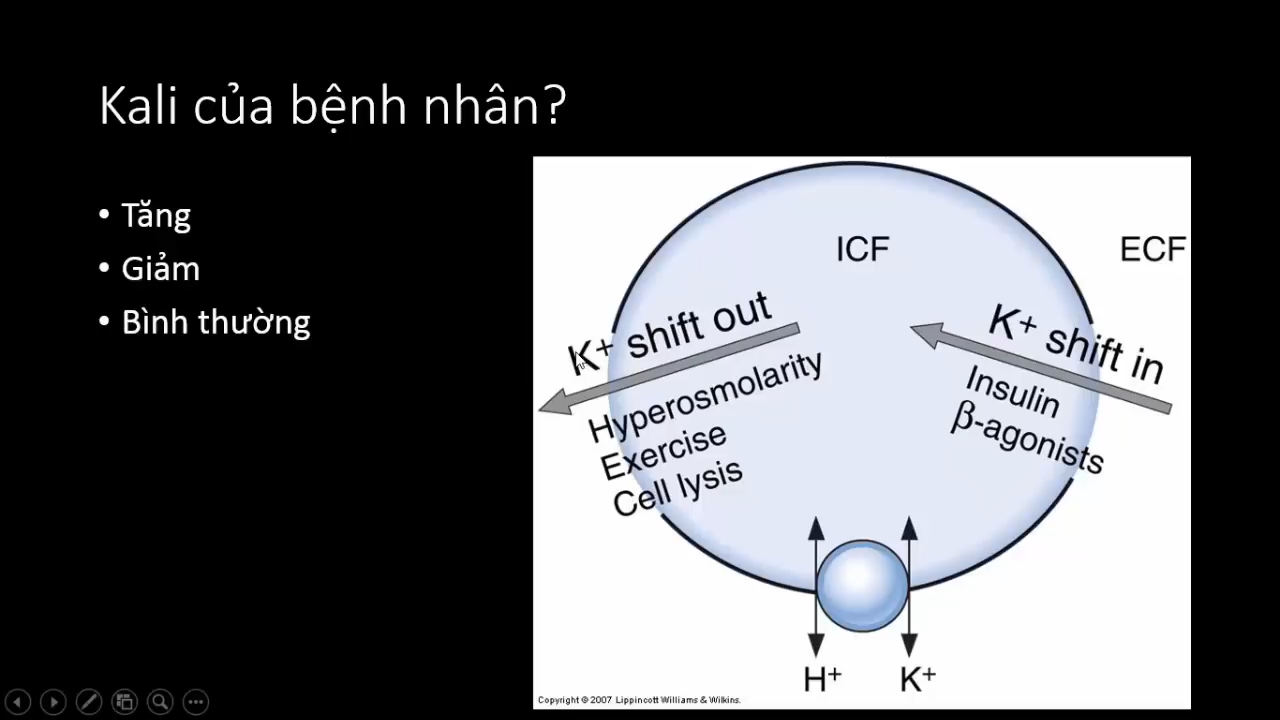 Kali của bệnh nhân?
• Tăng
• Giảm
• Bình thường
ICF
ECF
K+ shift out
Hyperosmolarity
Exercise
Cell lysis
K+ shift in
Insulin
β-agonists
H+
K+
Copyright © 2007 Lippincott Williams & Wilkins.